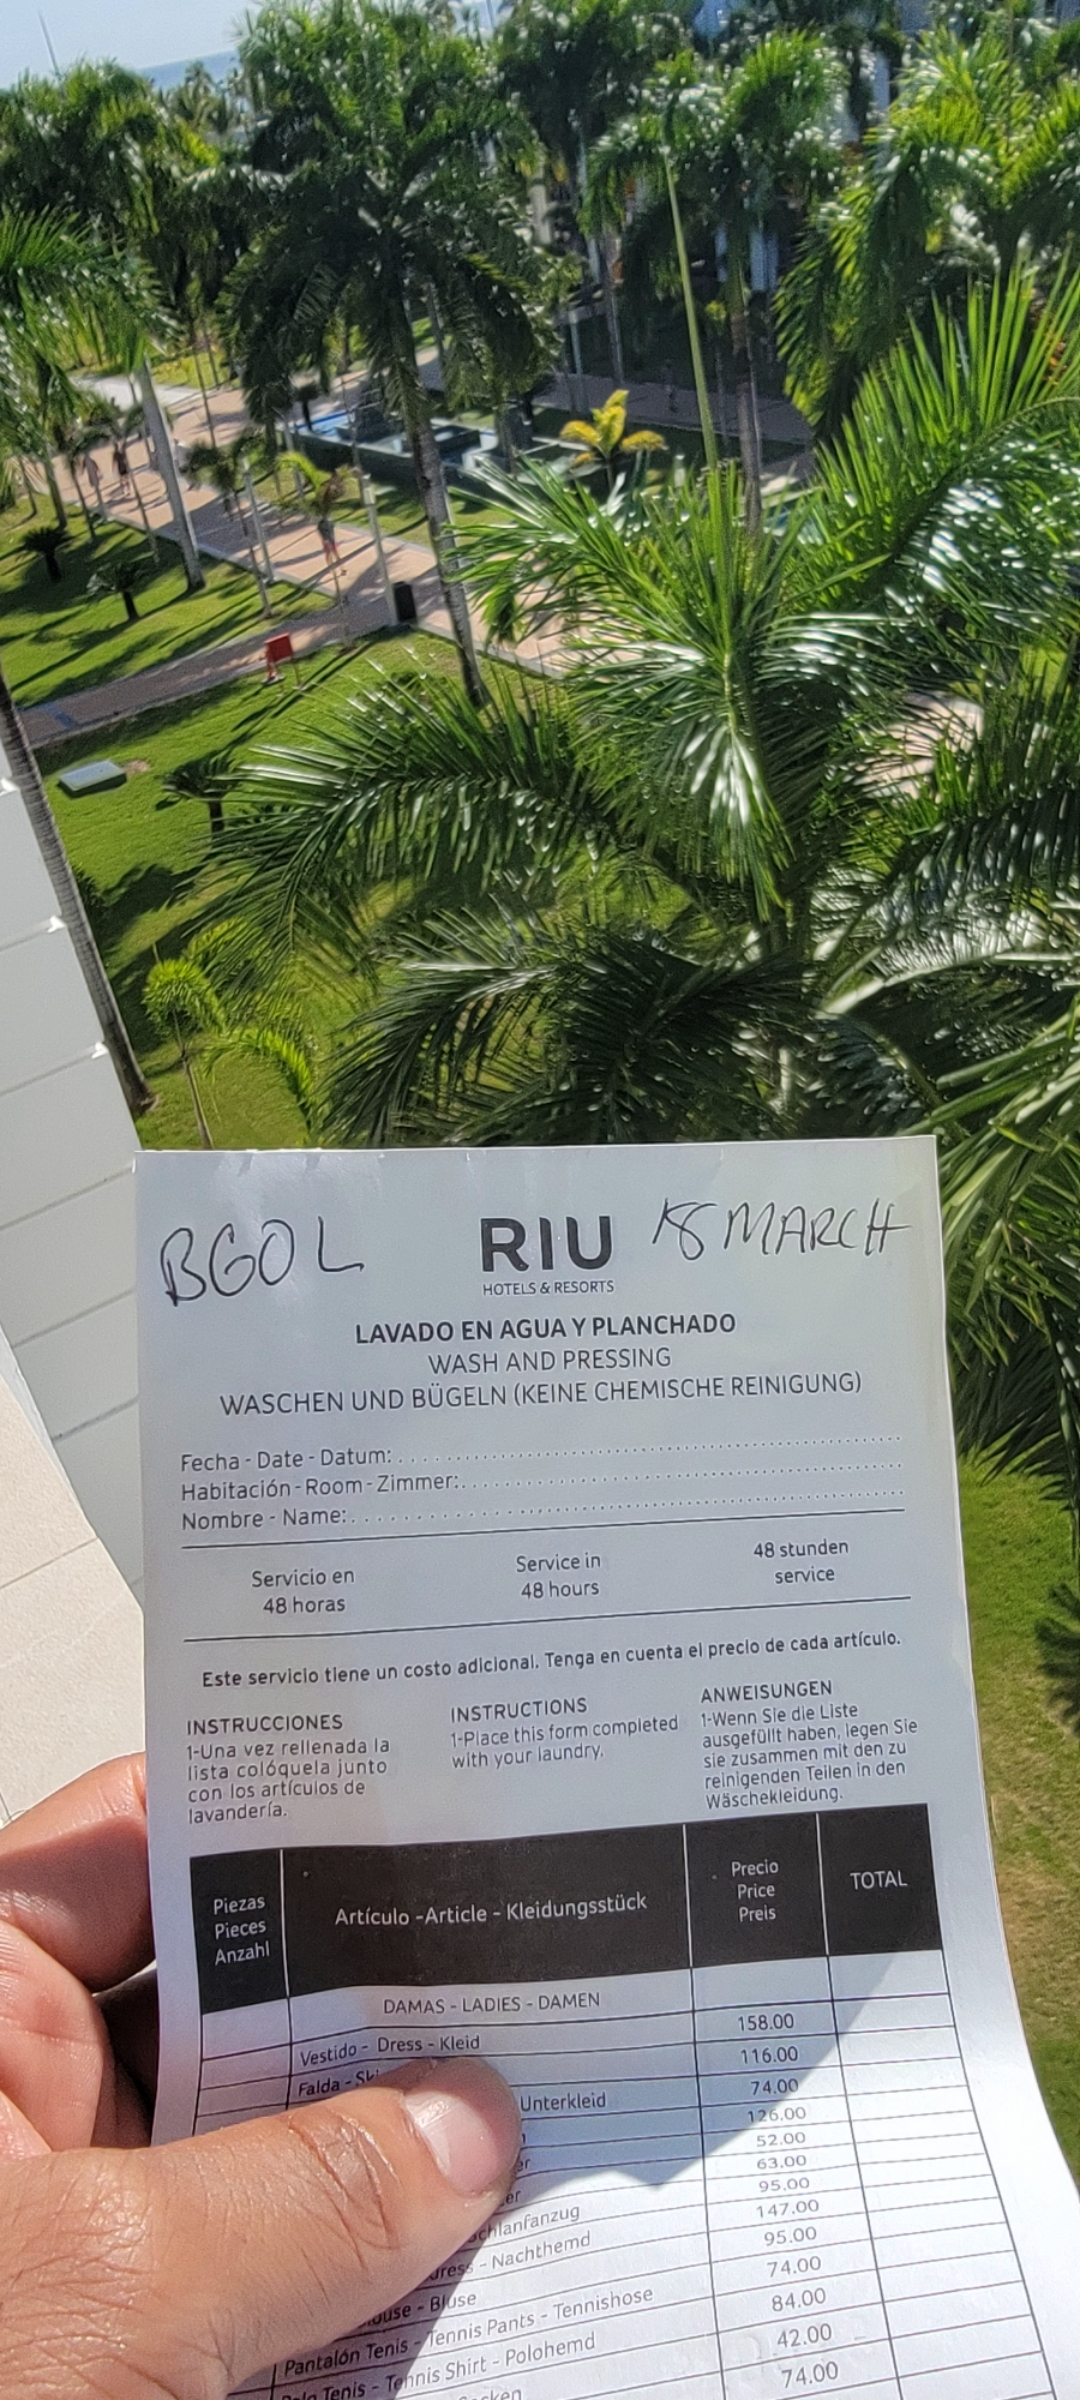 BGOL
RIU
18 MARCH
HOTELS & RESORTS
LAVADO EN AGUA Y PLANCHADO
WASH AND PRESSING
WASCHEN UND BÜGELN (KEINE CHEMISCHE REINIGUNG)
Fecha - Date - Datum:
Habitación - Room - Zimmer:
Nombre - Name:
Servicio en
48 horas
Service in
48 hours
48 stunden
service
Este servicio tiene un costo adicional. Tenga en cuenta el precio de cada artículo.
INSTRUCCIONES
1-Una vez rellenada la
lista colóquela junto
con los artículos de
lavandería.
INSTRUCTIONS
1-Place this form completed
with your laundry.
ANWEISUNGEN
1-Wenn Sie die Liste
ausgefüllt haben, legen Sie
sie zusammen mit den zu
reinigenden Teilen in den
Wäschekleidung.
Piezas
Pieces
Anzahl
Artículo -Article - Kleidungsstück
Precio
Price
Preis
TOTAL
DAMAS - LADIES - DAMEN
Vestido - Dress - Kleid 158.00
Falda - 116.00
Unterkleid 74.00
126.00
52.00
63.00
95.00
147.00
- Nachthemd 95.00
- Bluse 74.00
Pantalón Tenis - Tennis Pants - Tennishose 84.00
Tenis - Tennis Shirt - Polohemd 42.00
74.00